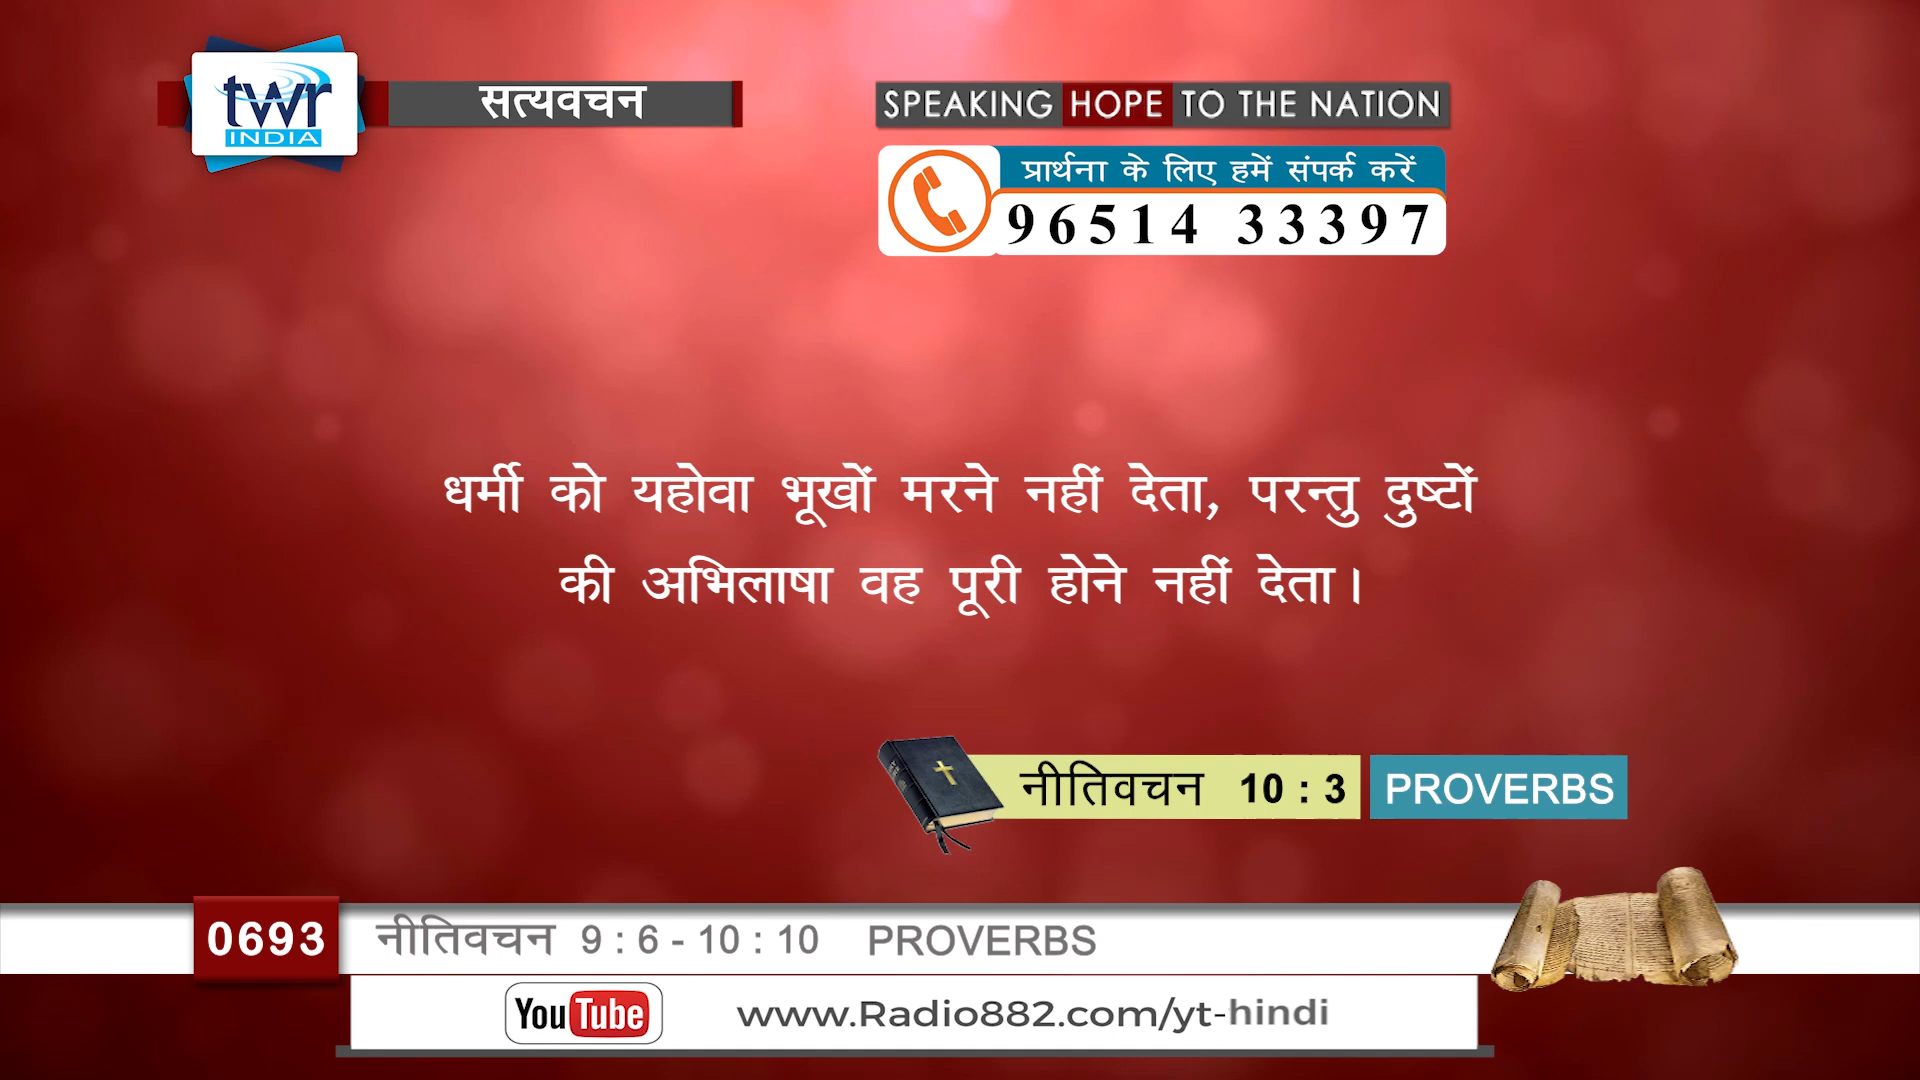 twr
INDIA
सत्यवचन
SPEAKING HOPE TO THE NATION
प्रार्थना के लिए हमें संपर्क करें
96514 33397
धर्मी को यहोवा भूखों मरने नहीं देता, परन्तु दुष्टों
की अभिलाषा वह पूरी होने नहीं देता।
नीतिवचन 10 : 3 PROVERBS
0693 नीतिवचन 9 : 6 - 10 : 10 PROVERBS
YouTube www.Radio882.com/yt-hindi